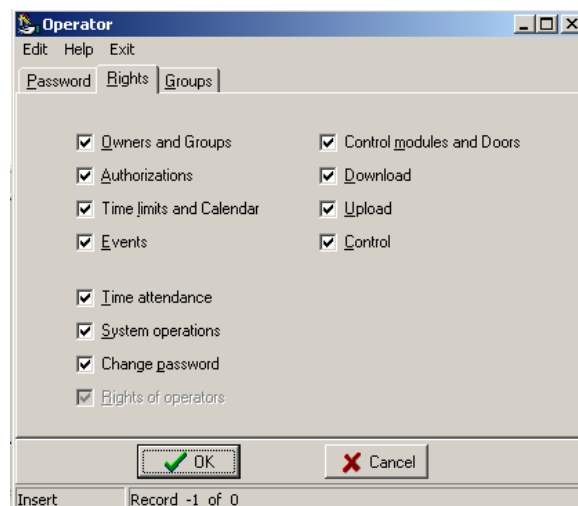 Operator
Edit Help Exit
Password Rights Groups
Owners and Groups Control modules and Doors
Authorizations Download
Time limits and Calendar Upload
Events Control
Time attendance
System operations
Change password
Rights of operators
OK Cancel
Insert Record -1 of 0